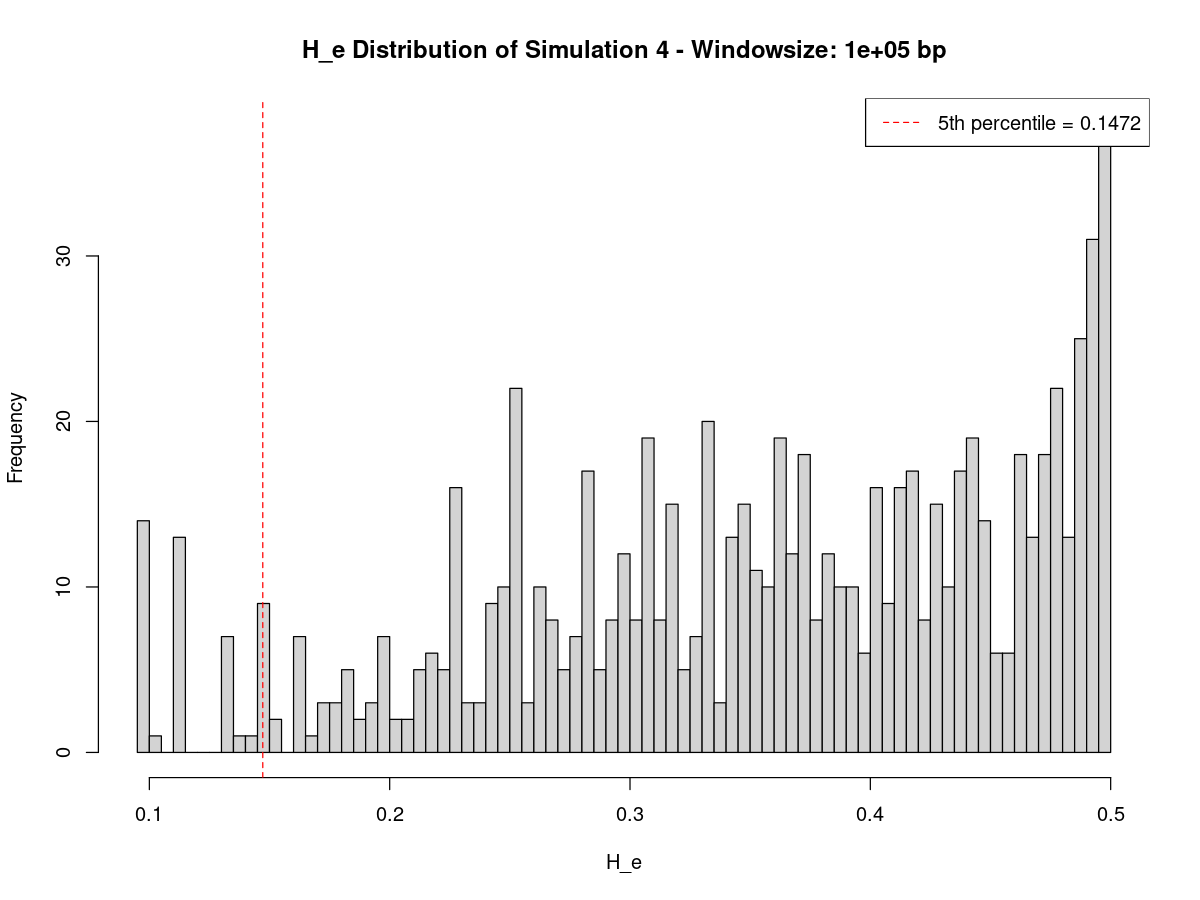 H_e Distribution of Simulation 4 - Windowsize: 1e+05 bp
5th percentile = 0.1472
Frequency
30
20
10
0
0.1 0.2 0.3 0.4 0.5
H_e